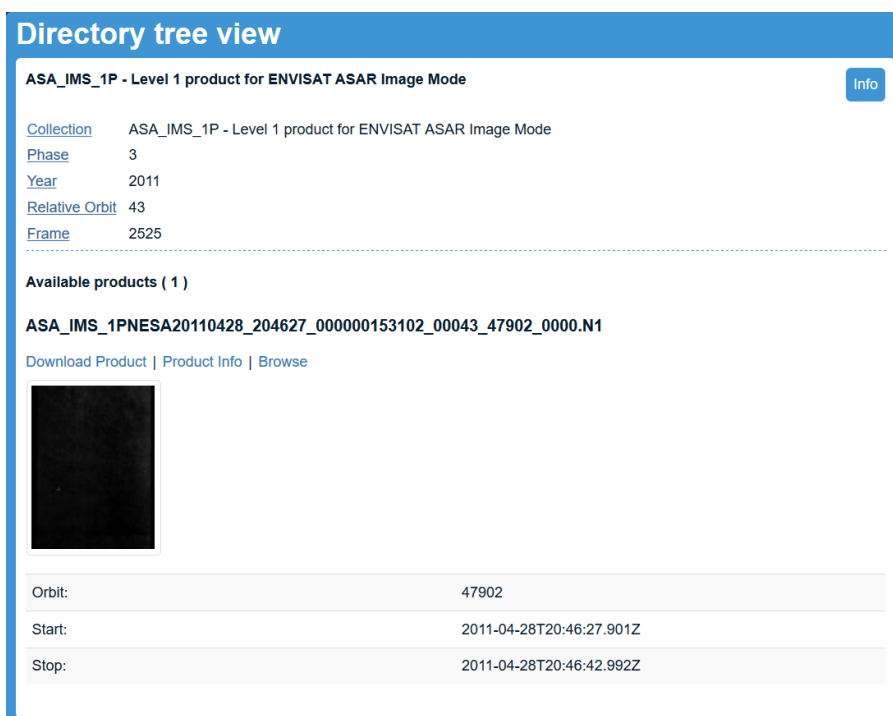 Directory tree view
ASA_IMS_1P - Level 1 product for ENVISAT ASAR Image Mode
Info
Collection ASA_IMS_1P - Level 1 product for ENVISAT ASAR Image Mode
Phase 3
Year 2011
Relative Orbit 43
Frame 2525
Available products ( 1 )
ASA_IMS_1PNESA20110428_204627_000000153102_00043_47902_0000.N1
Download Product | Product Info | Browse
Orbit: 47902
Start: 2011-04-28T20:46:27.901Z
Stop: 2011-04-28T20:46:42.992Z